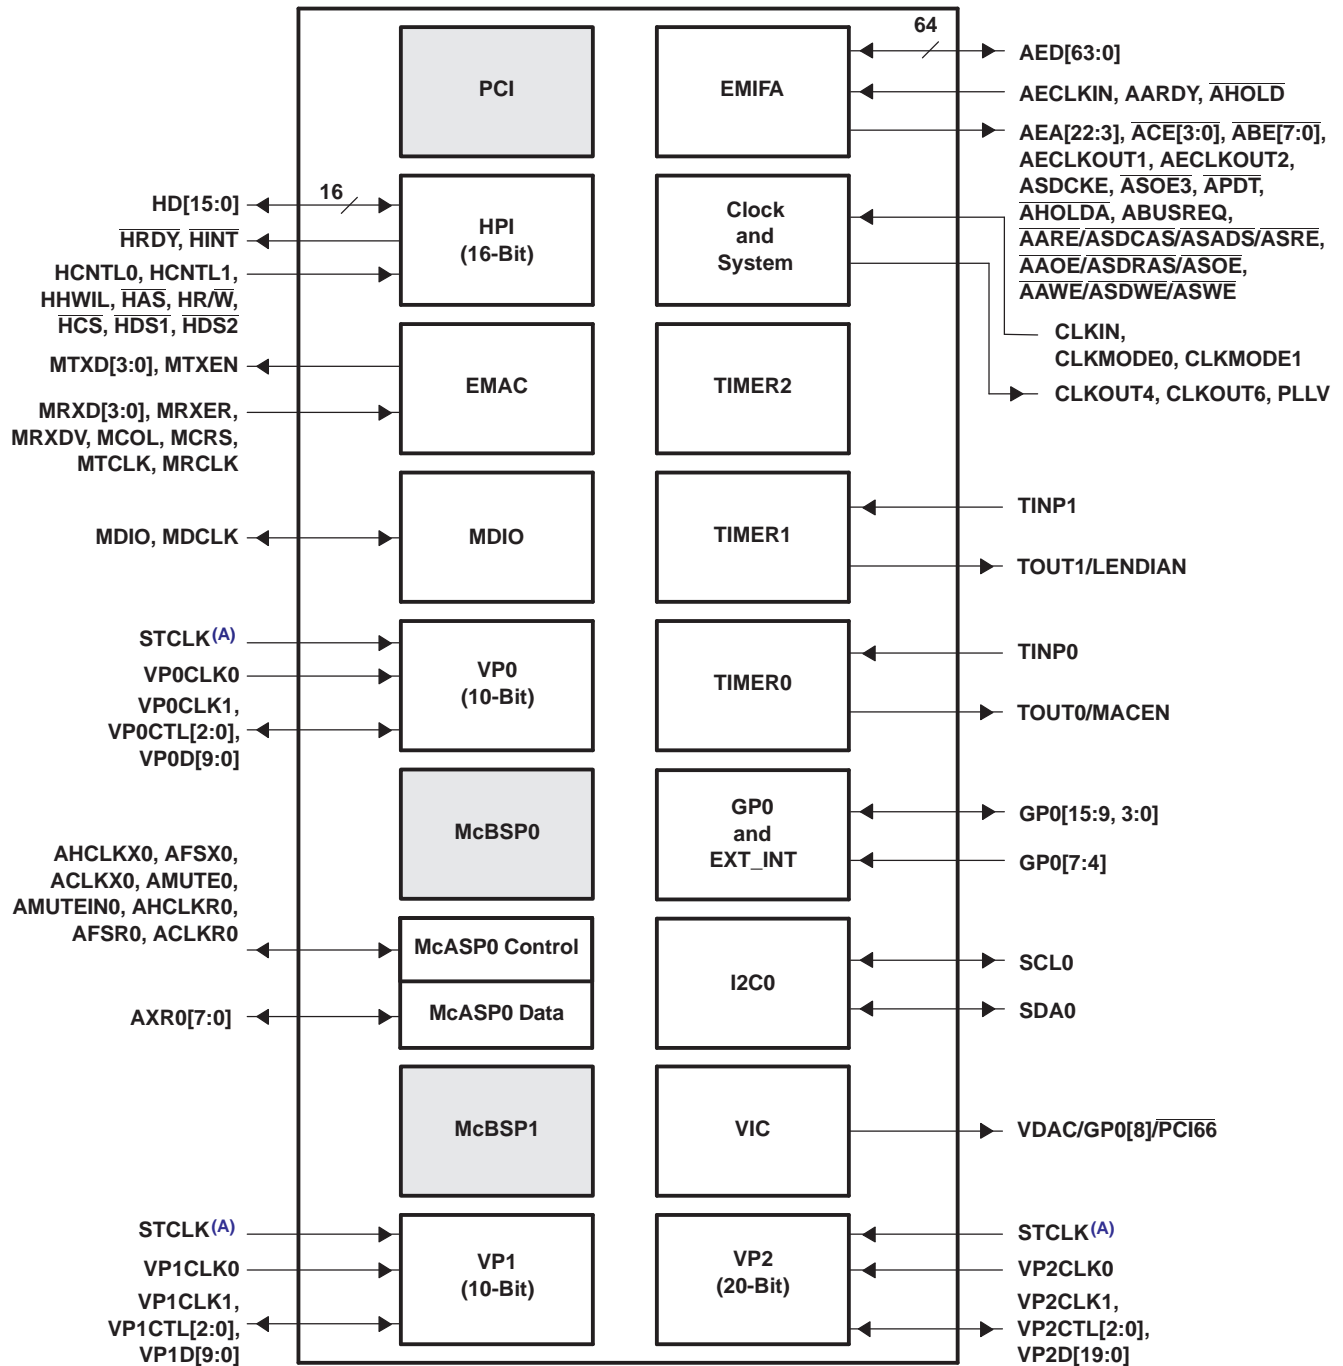 64
PCI
EMIFA
AED[63:0]
AECLKIN, AARDY, AHOLD
AEA[22:3], ACE[3:0], ABE[7:0],
AECLKOUT1, AECLKOUT2,
ASDCKE, ASOE3, APDT,
AHOLDA, ABUSREQ,
AARE/ASDCAS/ASADS/ASRE,
AAOE/ASDRAS/ASOE,
AAWE/ASDWE/ASWE
HD[15:0]
16
HRDY, HINT
HCNTL0, HCNTL1,
HHWIL, HAS, HR/W,
HCS, HDS1, HDS2
HPI
(16-Bit)
Clock
and
System
CLKIN,
CLKMODE0, CLKMODE1
CLKOUT4, CLKOUT6, PLLV
MTXD[3:0], MTXEN
MRXD[3:0], MRXER,
MRXDV, MCOL, MCRS,
MTCLK, MRCLK
EMAC
TIMER2
MDIO, MDCLK
MDIO
TIMER1
TINP1
TOUT1/LENDIAN
STCLK(A)
VP0CLK0
VP0CLK1,
VP0CTL[2:0],
VP0D[9:0]
VP0
(10-Bit)
TIMER0
TINP0
TOUT0/MACEN
McBSP0
GP0
and
EXT_INT
GP0[15:9, 3:0]
GP0[7:4]
AHCLKX0, AFSX0,
ACLKX0, AMUTE0,
AMUTEIN0, AHCLKR0,
AFSR0, ACLKR0
McASP0 Control
AXR0[7:0]
McASP0 Data
I2C0
SCL0
SDA0
McBSP1
VIC
VDAC/GP0[8]/PCI66
STCLK(A)
VP1CLK0
VP1CLK1,
VP1CTL[2:0],
VP1D[9:0]
VP1
(10-Bit)
VP2
(20-Bit)
STCLK(A)
VP2CLK0
VP2CLK1,
VP2CTL[2:0],
VP2D[19:0]